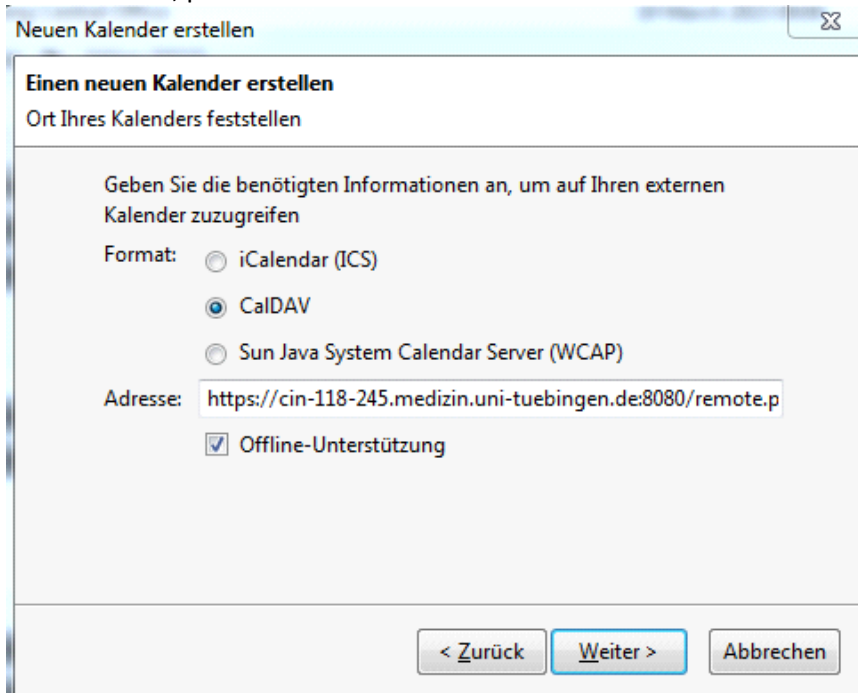 Neuen Kalender erstellen
Einen neuen Kalender erstellen
Ort Ihres Kalenders feststellen
Geben Sie die benötigten Informationen an, um auf Ihren externen
Kalender zuzugreifen
Format:
iCalendar (ICS)
CalDAV
Sun Java System Calendar Server (WCAP)
Adresse: https://cin-118-245.medizin.uni-tuebingen.de:8080/remote.p
Offline-Unterstützung
< Zurück Weiter > Abbrechen